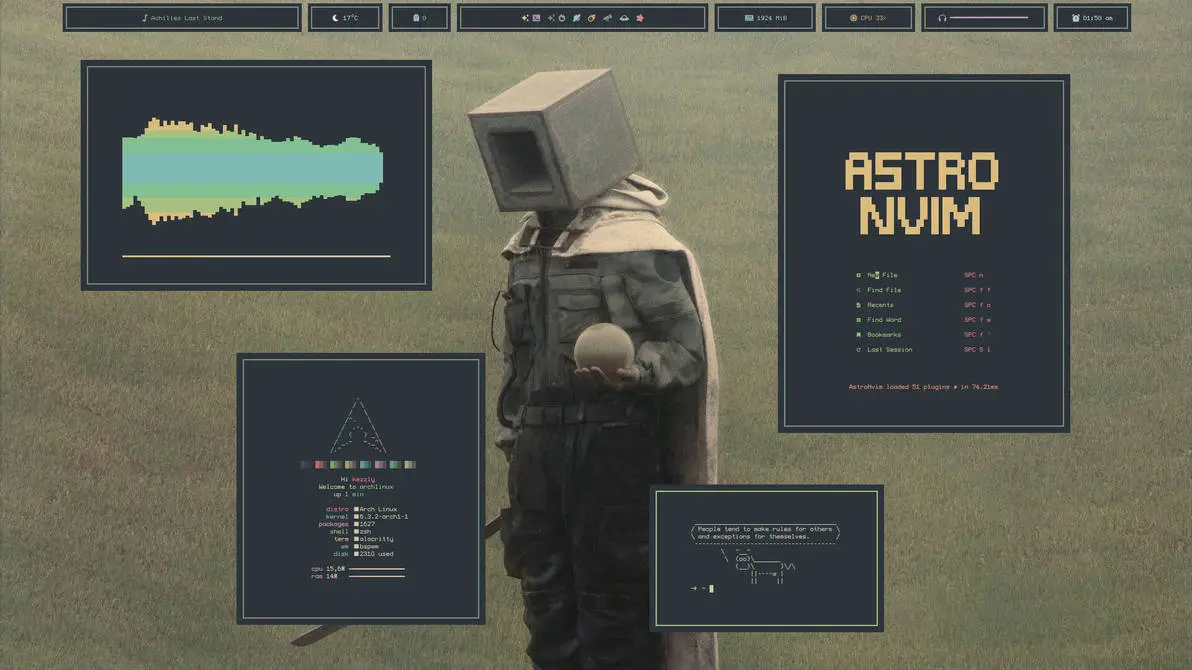 Achilles Last Stand
17°C
0
1924 MiB
CPU 33%
01:50 am
ASTRO
NVIM
New File SPC n
Find File SPC f f
Recents SPC f o
Find Word SPC f w
Bookmarks SPC f '
Last Session SPC S l
AstroNvim loaded 51 plugins in 74.21ms
Hi kazzly
Welcome to archlinux
up 1 min
distro Arch Linux
kernel 6.3.2-arch1-1
packages 1627
shell zsh
term alacritty
wm bspwm
disk 231G used
cpu 15,6%
ram 14%
People tend to make rules for others
and exceptions for themselves.